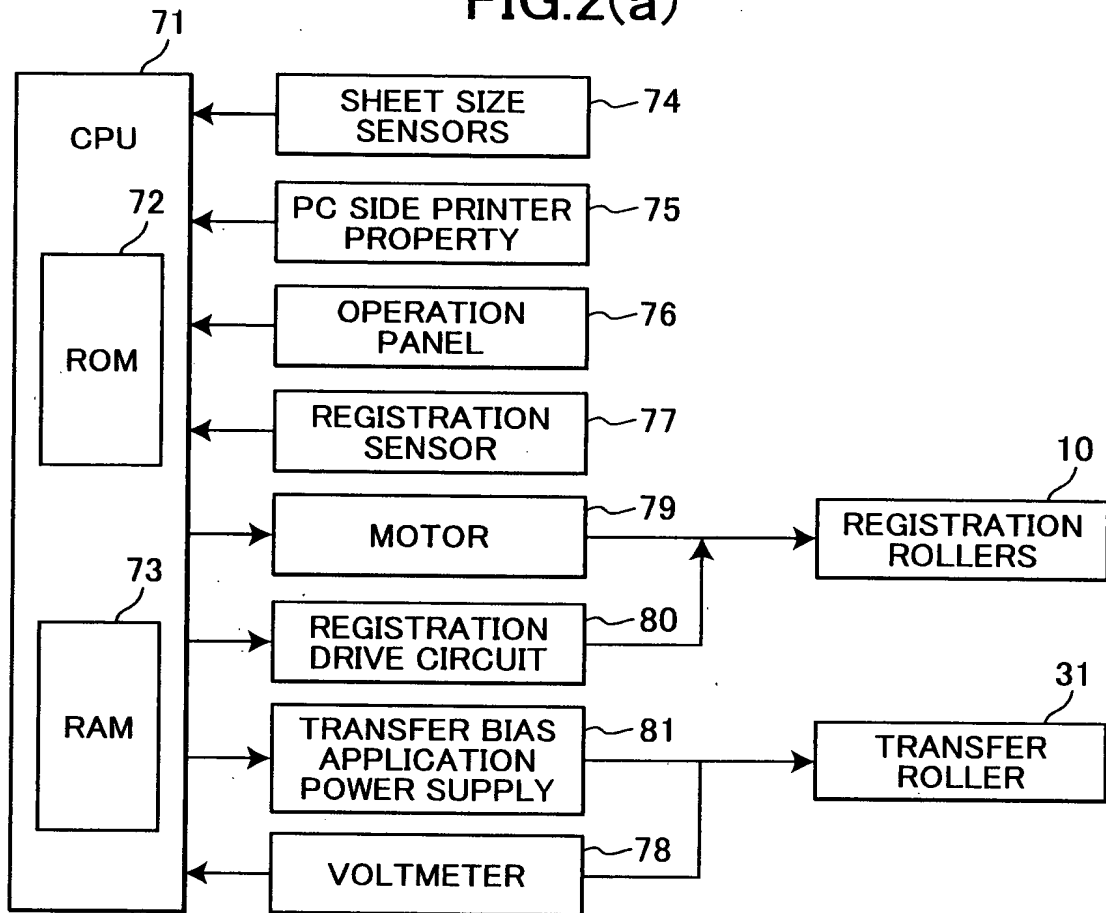 FIG.2(a)
71
CPU
72
ROM
73
RAM
SHEET SIZE
SENSORS
74
PC SIDE PRINTER
PROPERTY
75
OPERATION
PANEL
76
REGISTRATION
SENSOR
77
MOTOR
79
REGISTRATION
DRIVE CIRCUIT
80
TRANSFER BIAS
APPLICATION
POWER SUPPLY
81
VOLTMETER
78
10
REGISTRATION
ROLLERS
31
TRANSFER
ROLLER